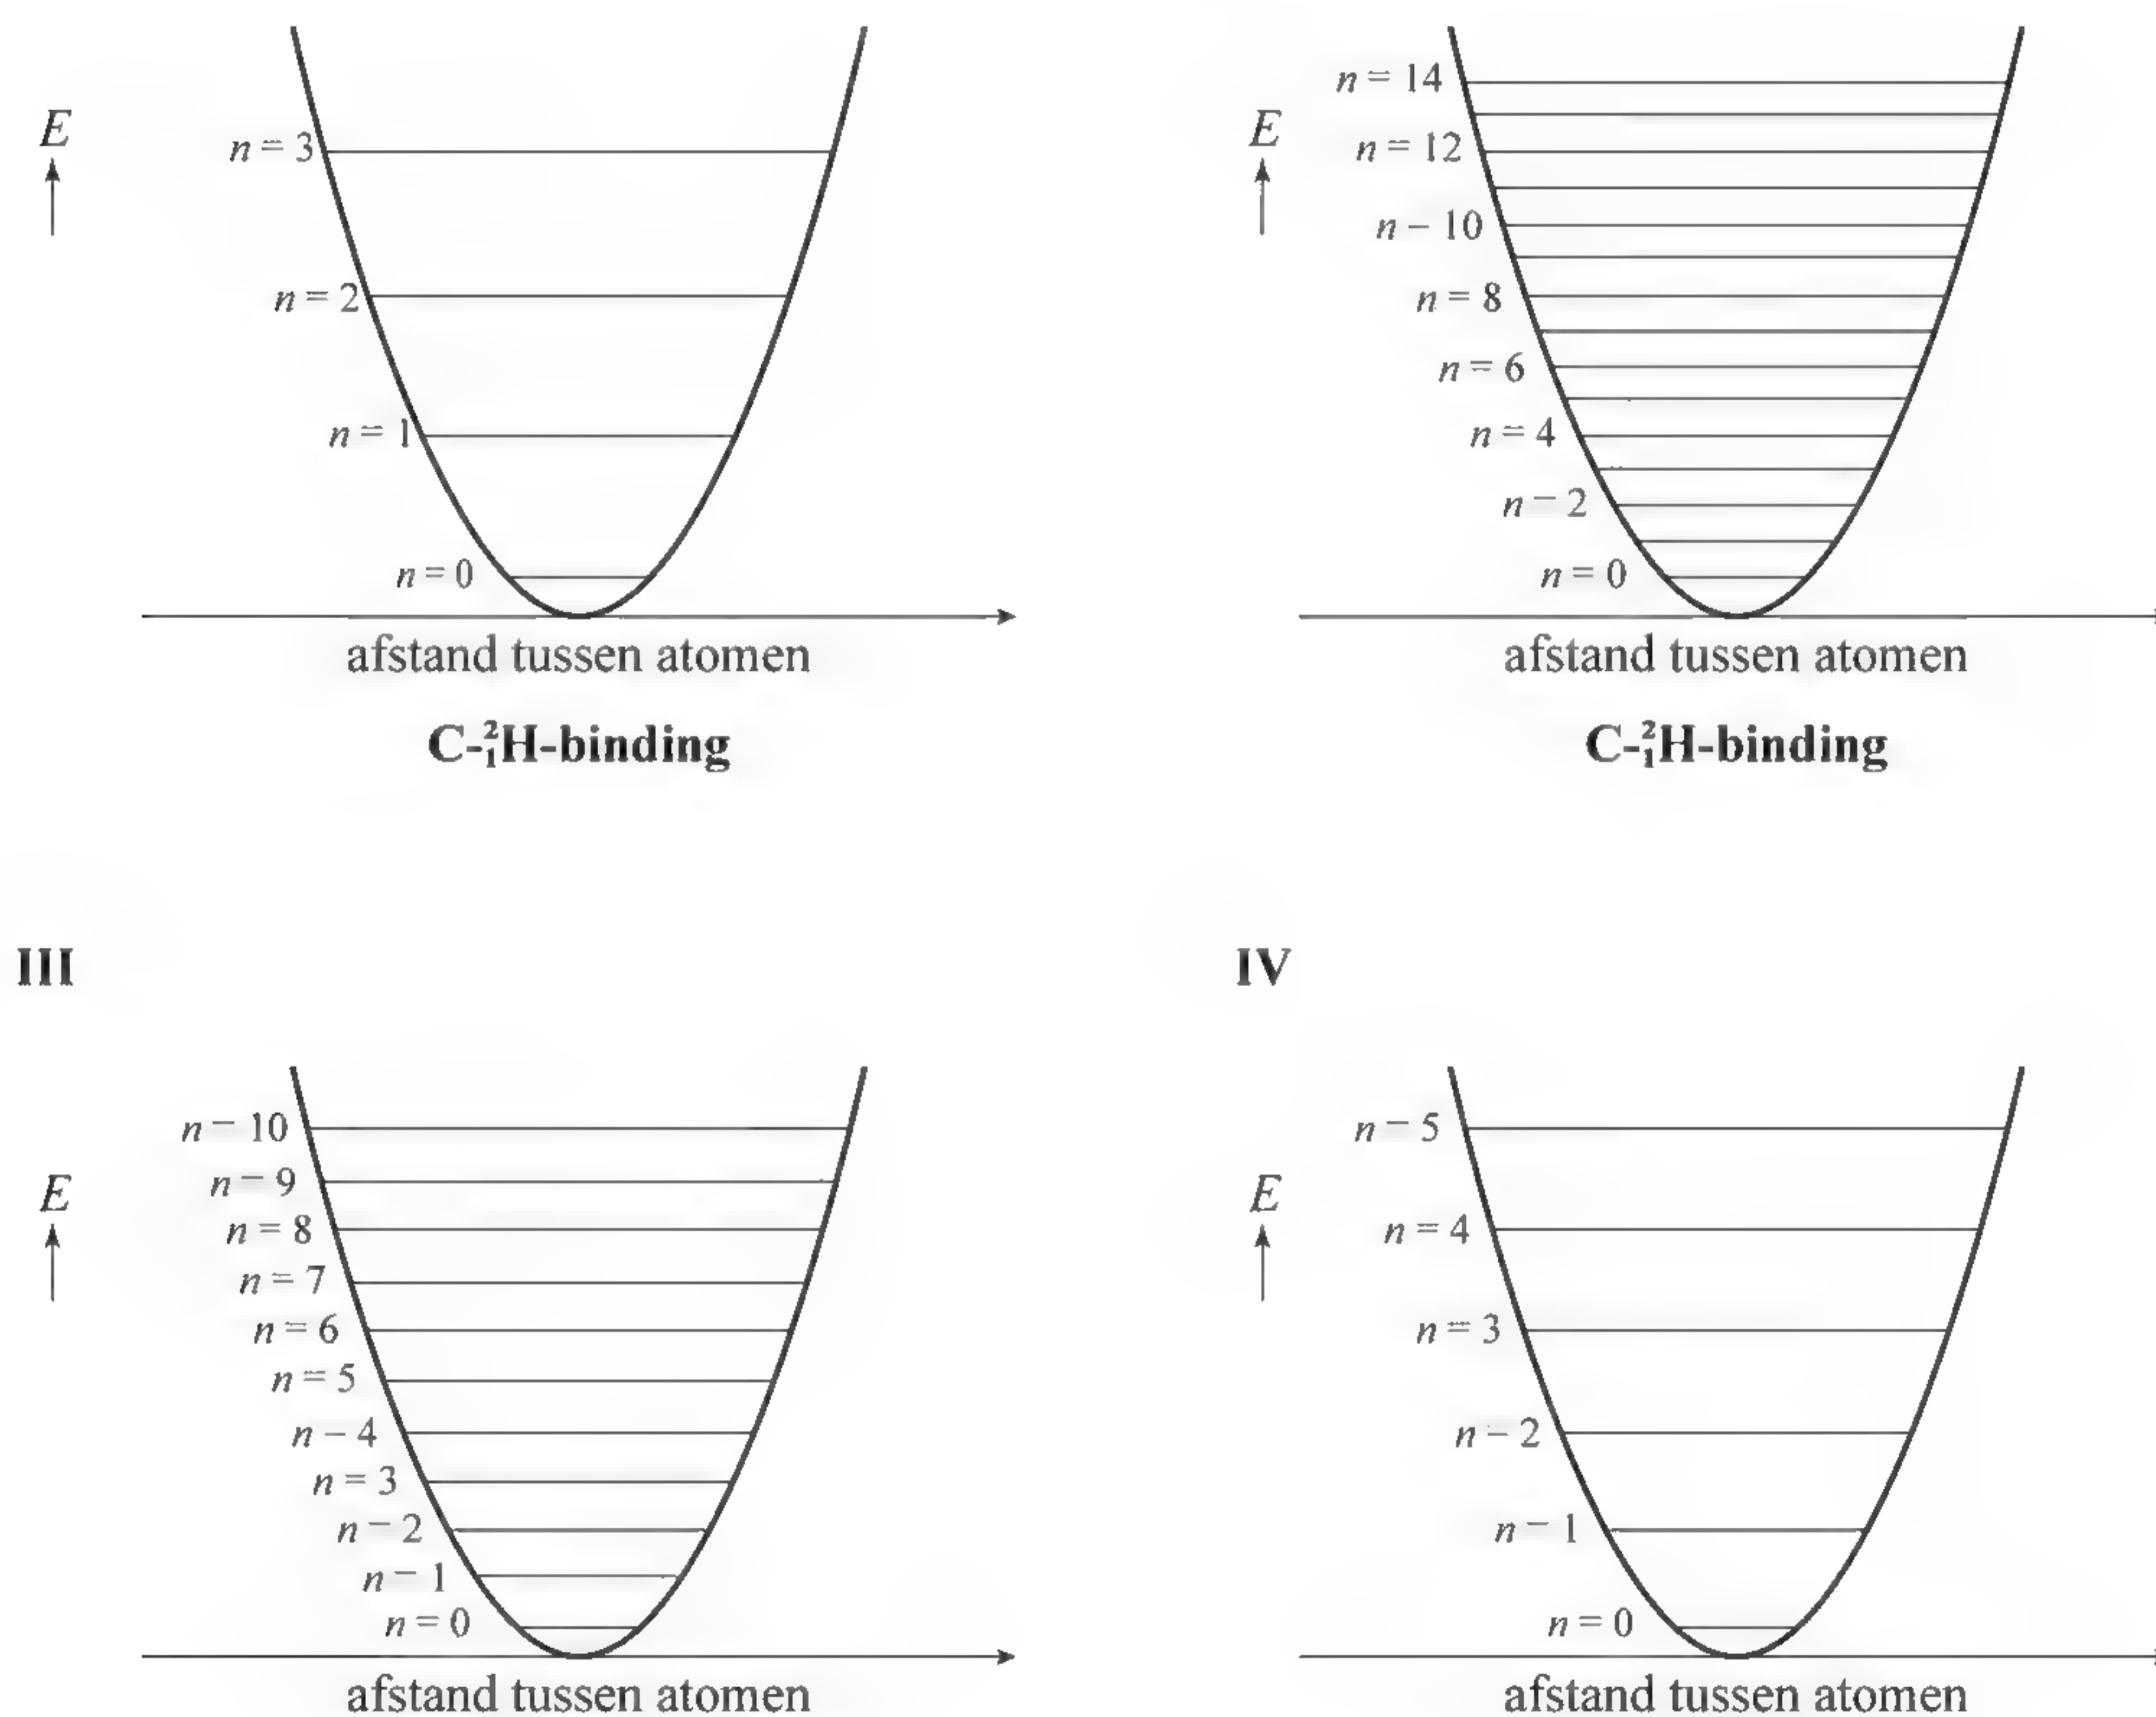 E
n = 3
n = 2
n = 1
n = 0
afstand tussen atomen
C-²₁H-binding
E
n = 14
n = 12
n – 10
n = 8
n = 6
n = 4
n – 2
n = 0
afstand tussen atomen
C-²₁H-binding
III
E
n – 10
n – 9
n = 8
n = 7
n = 6
n = 5
n – 4
n = 3
n – 2
n – 1
n = 0
afstand tussen atomen
IV
E
n – 5
n = 4
n = 3
n – 2
n – 1
n = 0
afstand tussen atomen